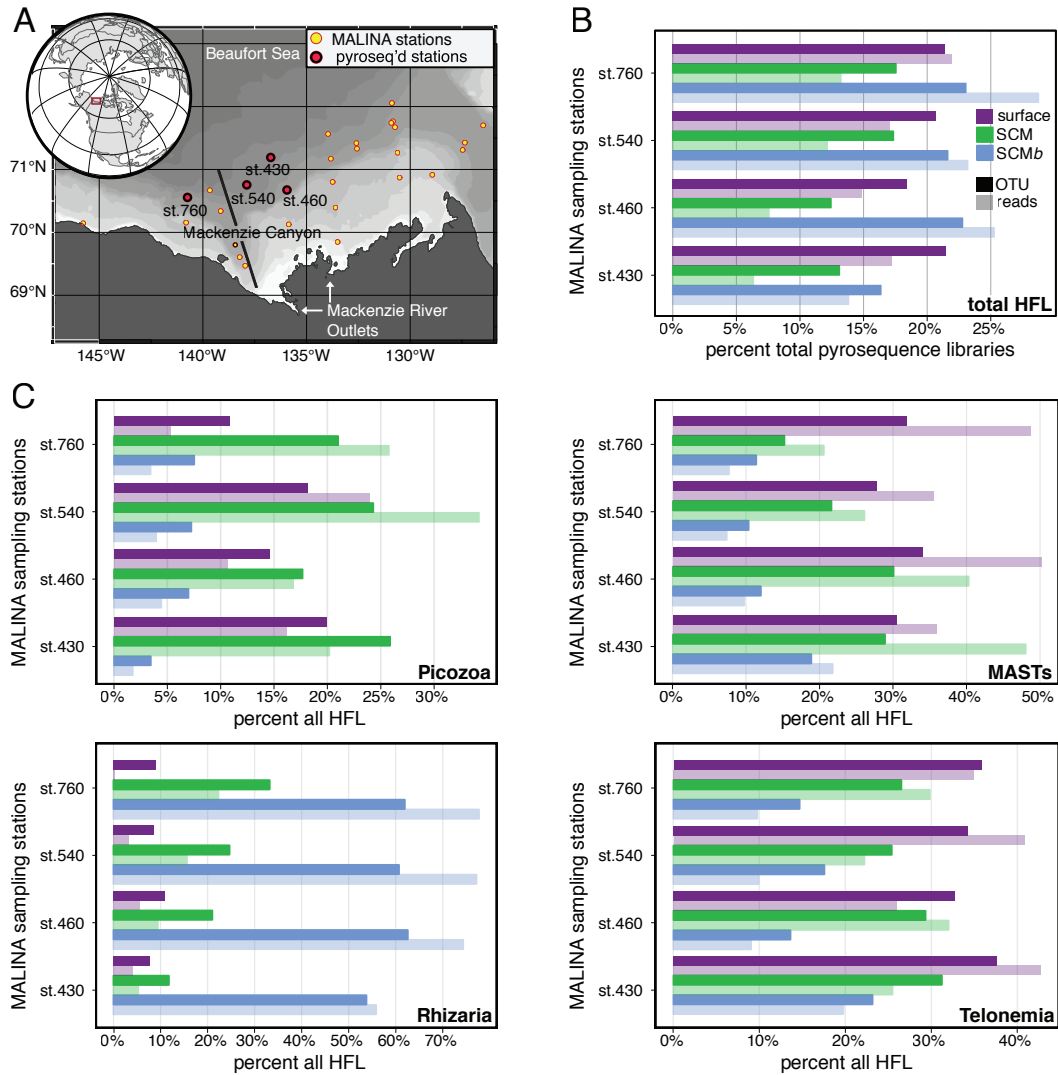 A
Beaufort Sea
MALINA stations
pyroseq'd stations
71°N
70°N
69°N
st.430
st.540
st.460
st.760
Mackenzie Canyon
Mackenzie River
Outlets
145°W
140°W
135°W
130°W
B
MALINA sampling stations
st.760
st.540
st.460
st.430
surface
SCM
SCMb
OTU
reads
total HFL
0%
5%
10%
15%
20%
25%
percent total pyrosequence libraries
C
MALINA sampling stations
st.760
st.540
st.460
st.430
Picozoa
0%
5%
10%
15%
20%
25%
30%
percent all HFL
MALINA sampling stations
st.760
st.540
st.460
st.430
MASTs
0%
10%
20%
30%
40%
50%
percent all HFL
MALINA sampling stations
st.760
st.540
st.460
st.430
Rhizaria
0%
10%
20%
30%
40%
50%
60%
70%
percent all HFL
MALINA sampling stations
st.760
st.540
st.460
st.430
Telonemia
0%
10%
20%
30%
40%
percent all HFL